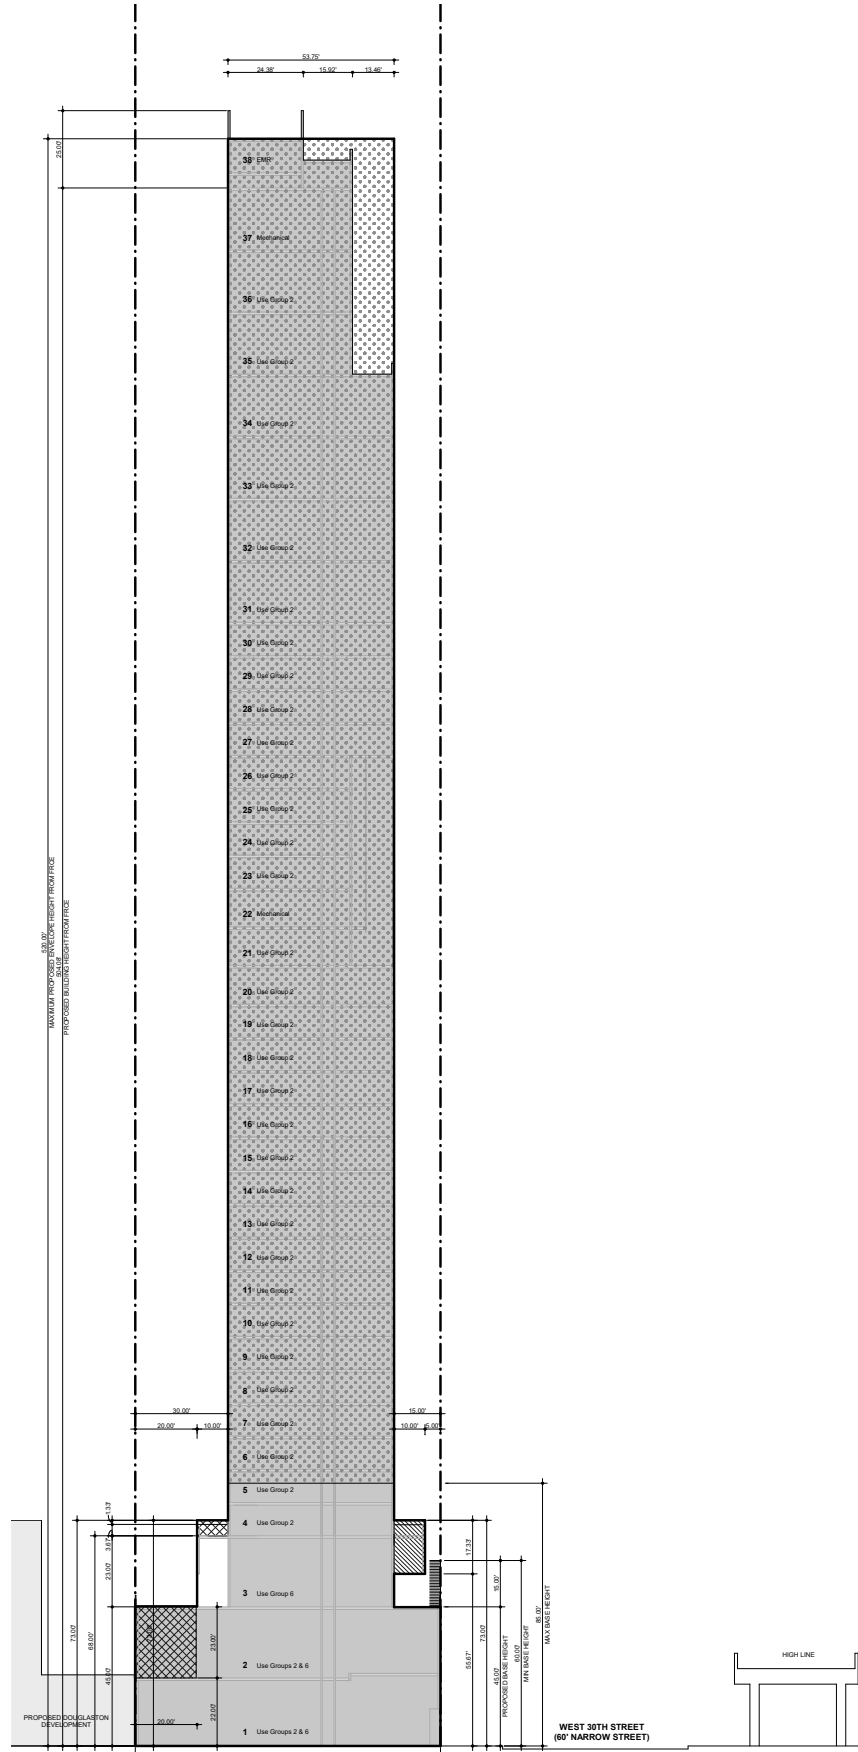 53.75'
24.38' 15.92' 13.46'
25.00'
38 EMR
37 Mechanical
36 Use Group 2
35 Use Group 2
34 Use Group 2
33 Use Group 2
32 Use Group 2
31 Use Group 2
30 Use Group 2
29 Use Group 2
28 Use Group 2
27 Use Group 2
26 Use Group 2
25 Use Group 2
24 Use Group 2
23 Use Group 2
22 Mechanical
21 Use Group 2
20 Use Group 2
19 Use Group 2
18 Use Group 2
17 Use Group 2
16 Use Group 2
15 Use Group 2
14 Use Group 2
13 Use Group 2
12 Use Group 2
11 Use Group 2
10 Use Group 2
9 Use Group 2
8 Use Group 2
7 Use Group 2
6 Use Group 2
5 Use Group 2
4 Use Group 2
3 Use Group 6
2 Use Groups 2 & 6
1 Use Groups 2 & 6
520.00'
MAXIMUM PROPOSED ENVELOPE HEIGHT FROM FRCE
504.08'
PROPOSED BUILDING HEIGHT FROM FRCE
30.00'
20.00' 10.00'
15.00'
10.00' 5.00'
1.33'
3.67'
23.00'
73.00'
68.00'
45.00'
23.00'
22.00'
20.00'
17.33'
55.67'
73.00'
15.00'
45.00'
PROPOSED BASE HEIGHT
60.00'
MIN BASE HEIGHT
85.00'
MAX BASE HEIGHT
PROPOSED DOUGLASTON
DEVELOPMENT
HIGH LINE
WEST 30TH STREET
(60' NARROW STREET)